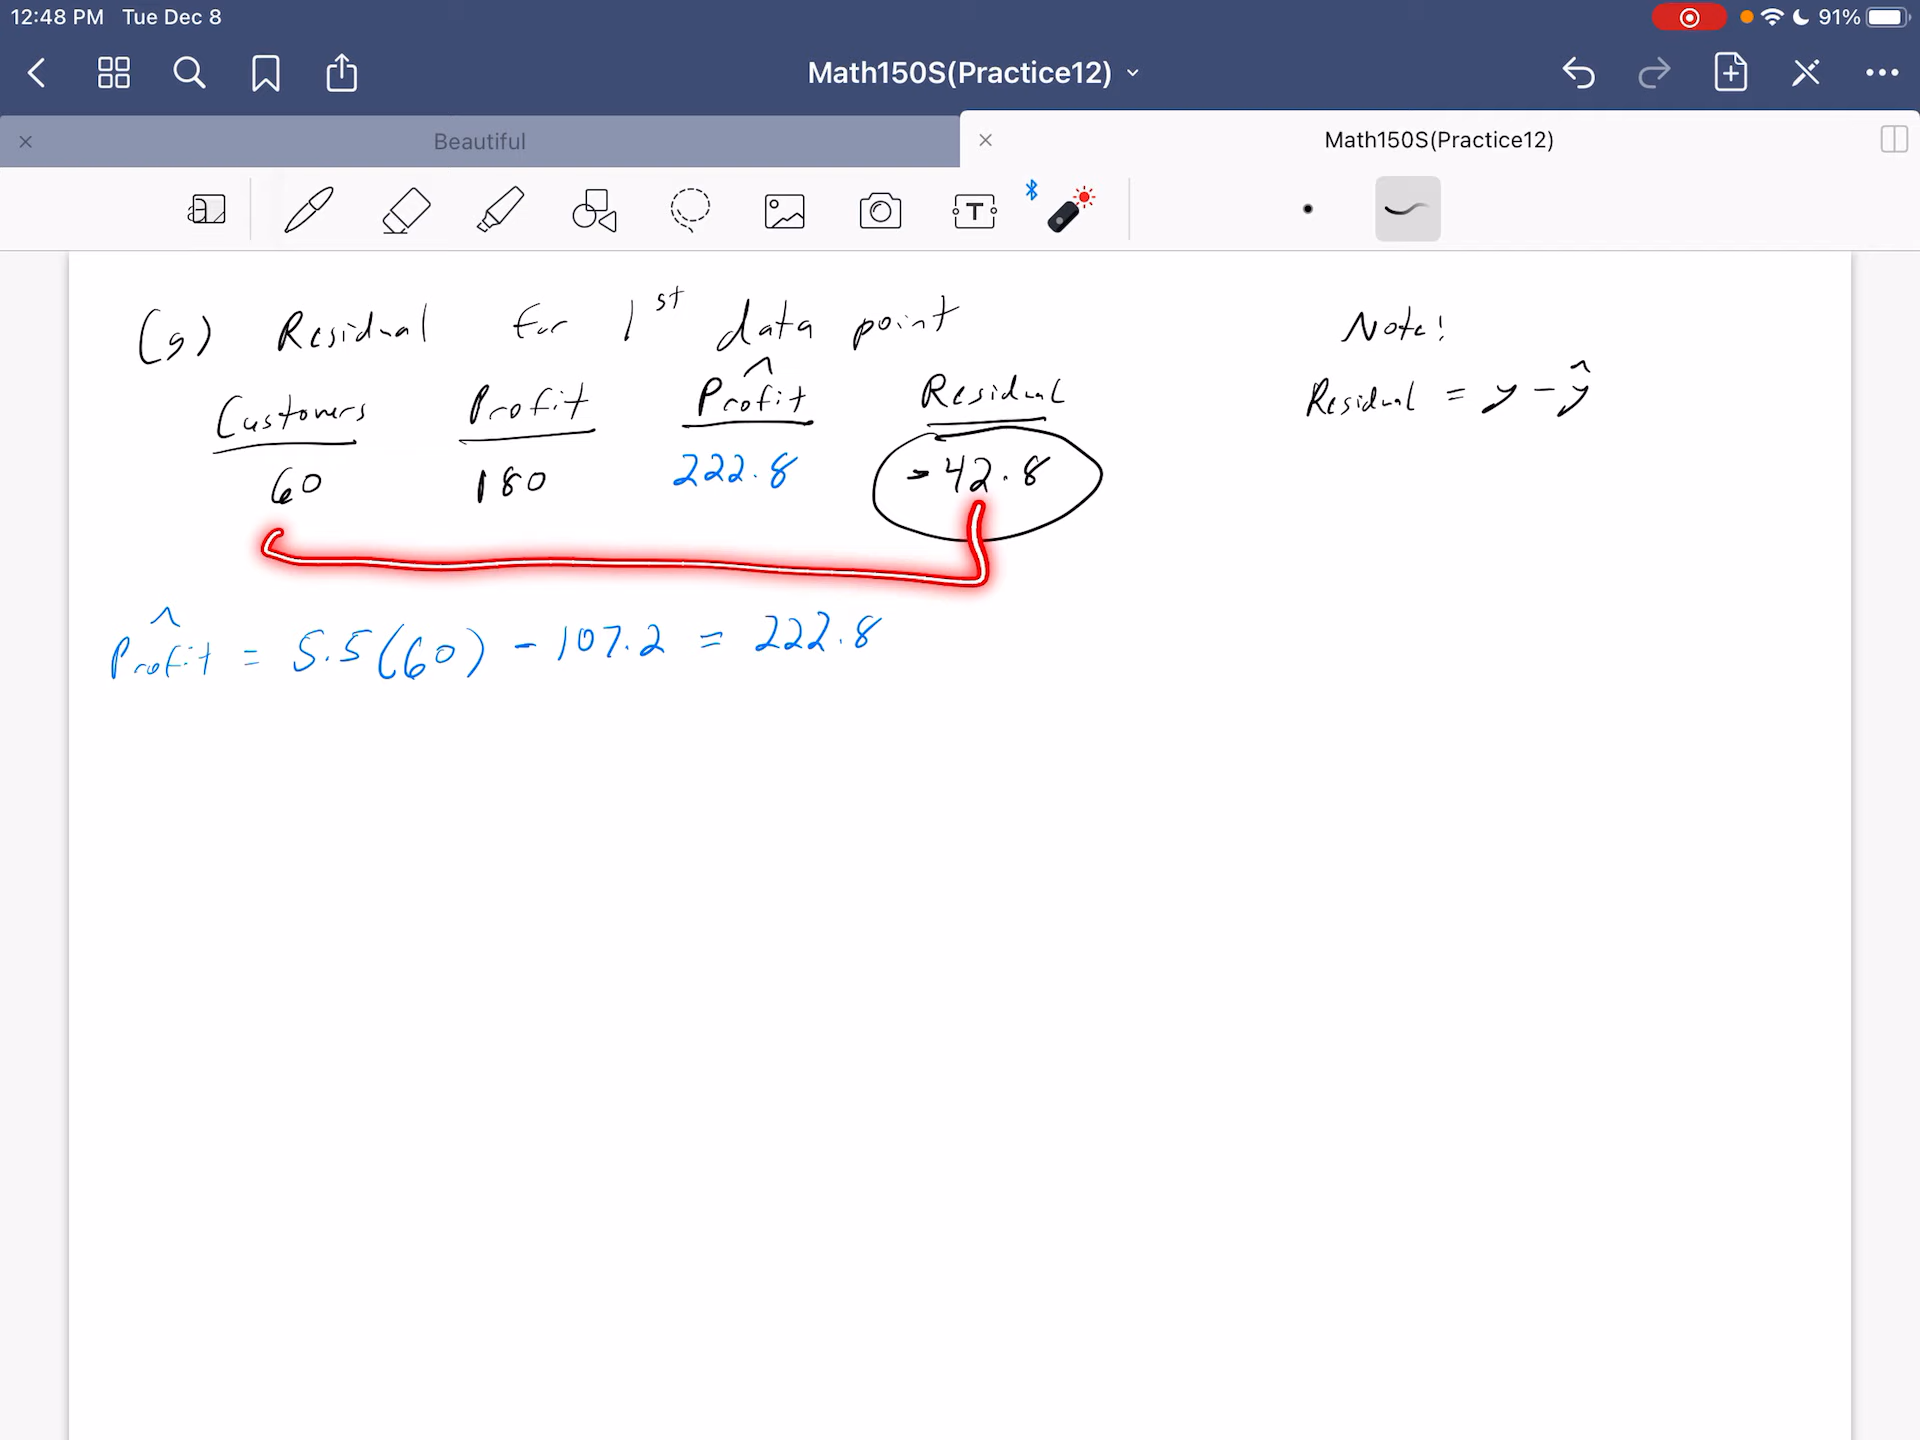 12:48 PM Tue Dec 8
91%
Math150S(Practice12)
Beautiful
Math150S(Practice12)
(g) Residual for 1st data point
Note!
Customers Profit Profit^ Residual
Residual = y - ŷ
60 180 222.8 -42.8
Profit^ = 5.5(60) - 107.2 = 222.8